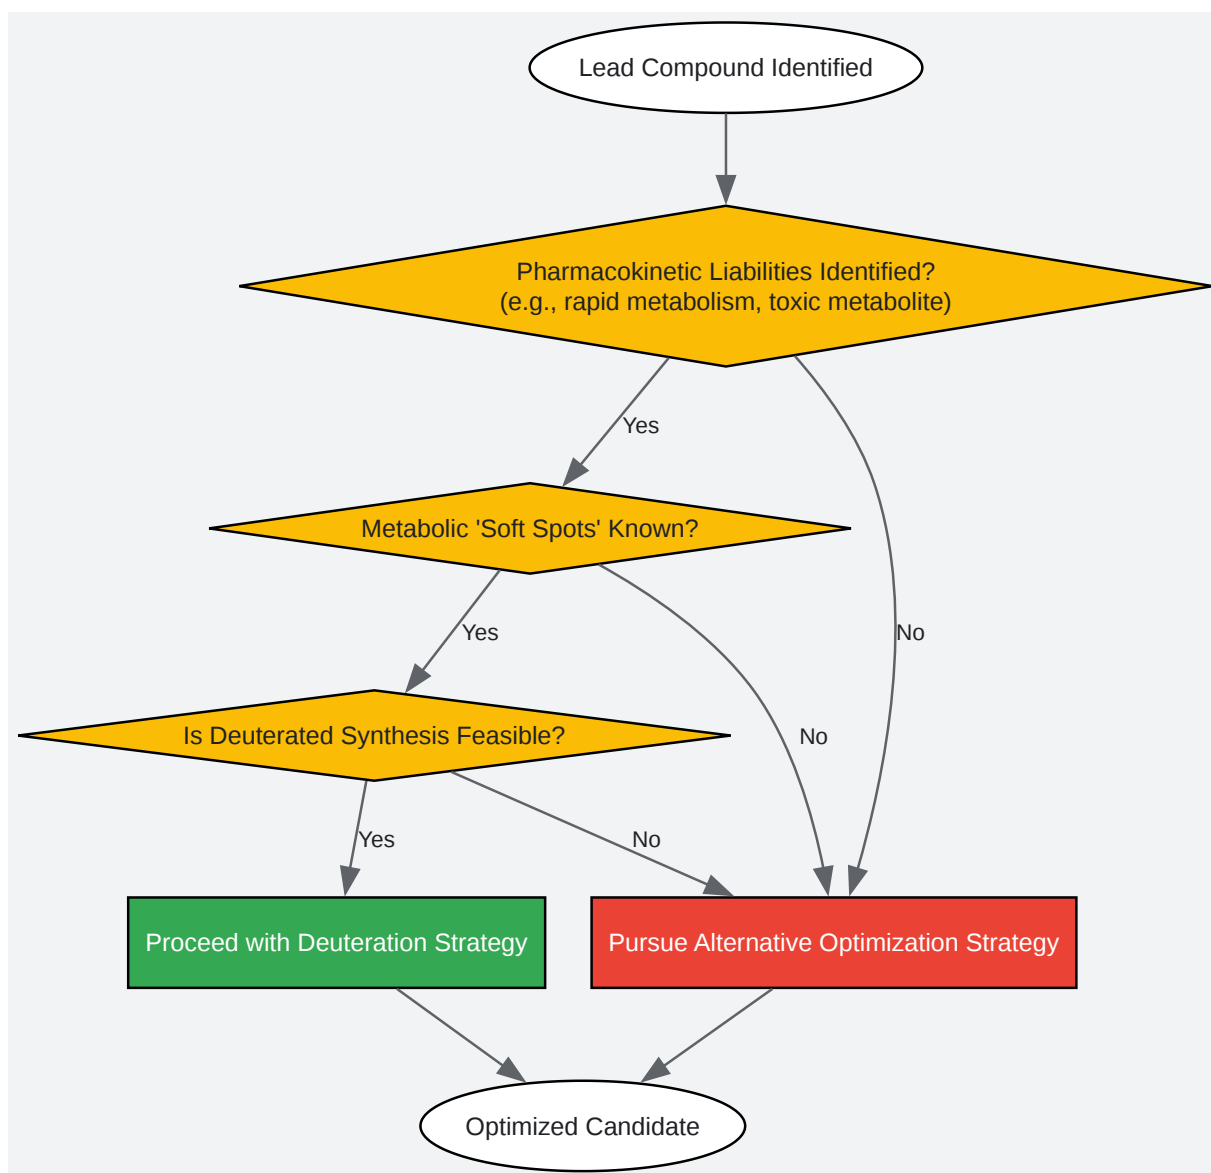 Lead Compound Identified
Pharmacokinetic Liabilities Identified?
(e.g., rapid metabolism, toxic metabolite)
Yes
Metabolic 'Soft Spots' Known?
Yes
No
Is Deuterated Synthesis Feasible?
No
Yes
No
Proceed with Deuteration Strategy
Pursue Alternative Optimization Strategy
Optimized Candidate